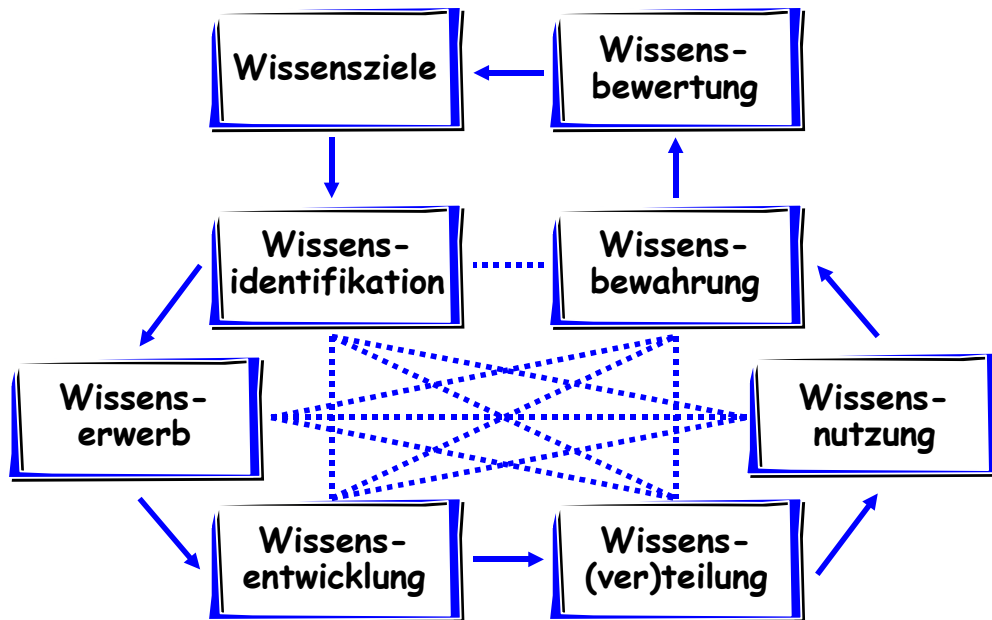 Wissensziele
Wissens-
bewertung
Wissens-
identifikation
Wissens-
bewahrung
Wissens-
erwerb
Wissens-
nutzung
Wissens-
entwicklung
Wissens-
(ver)teilung